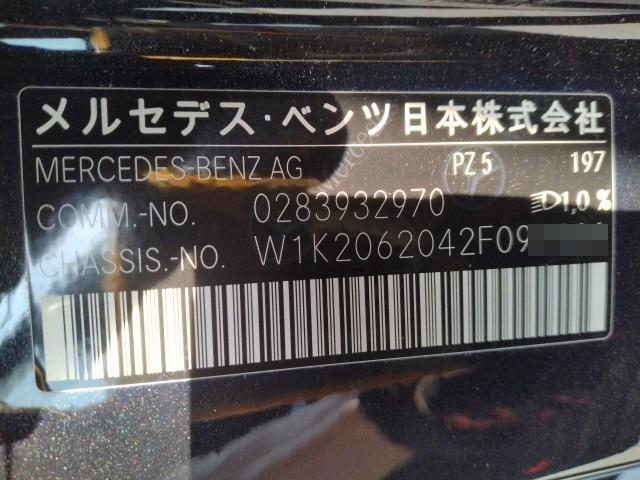 メルセデス・ベンツ日本株式会社
MERCEDES-BENZ AG PZ 5 197
COMM.-NO. 0283932970 1,0 %
CHASSIS.-NO. W1K2062042F09